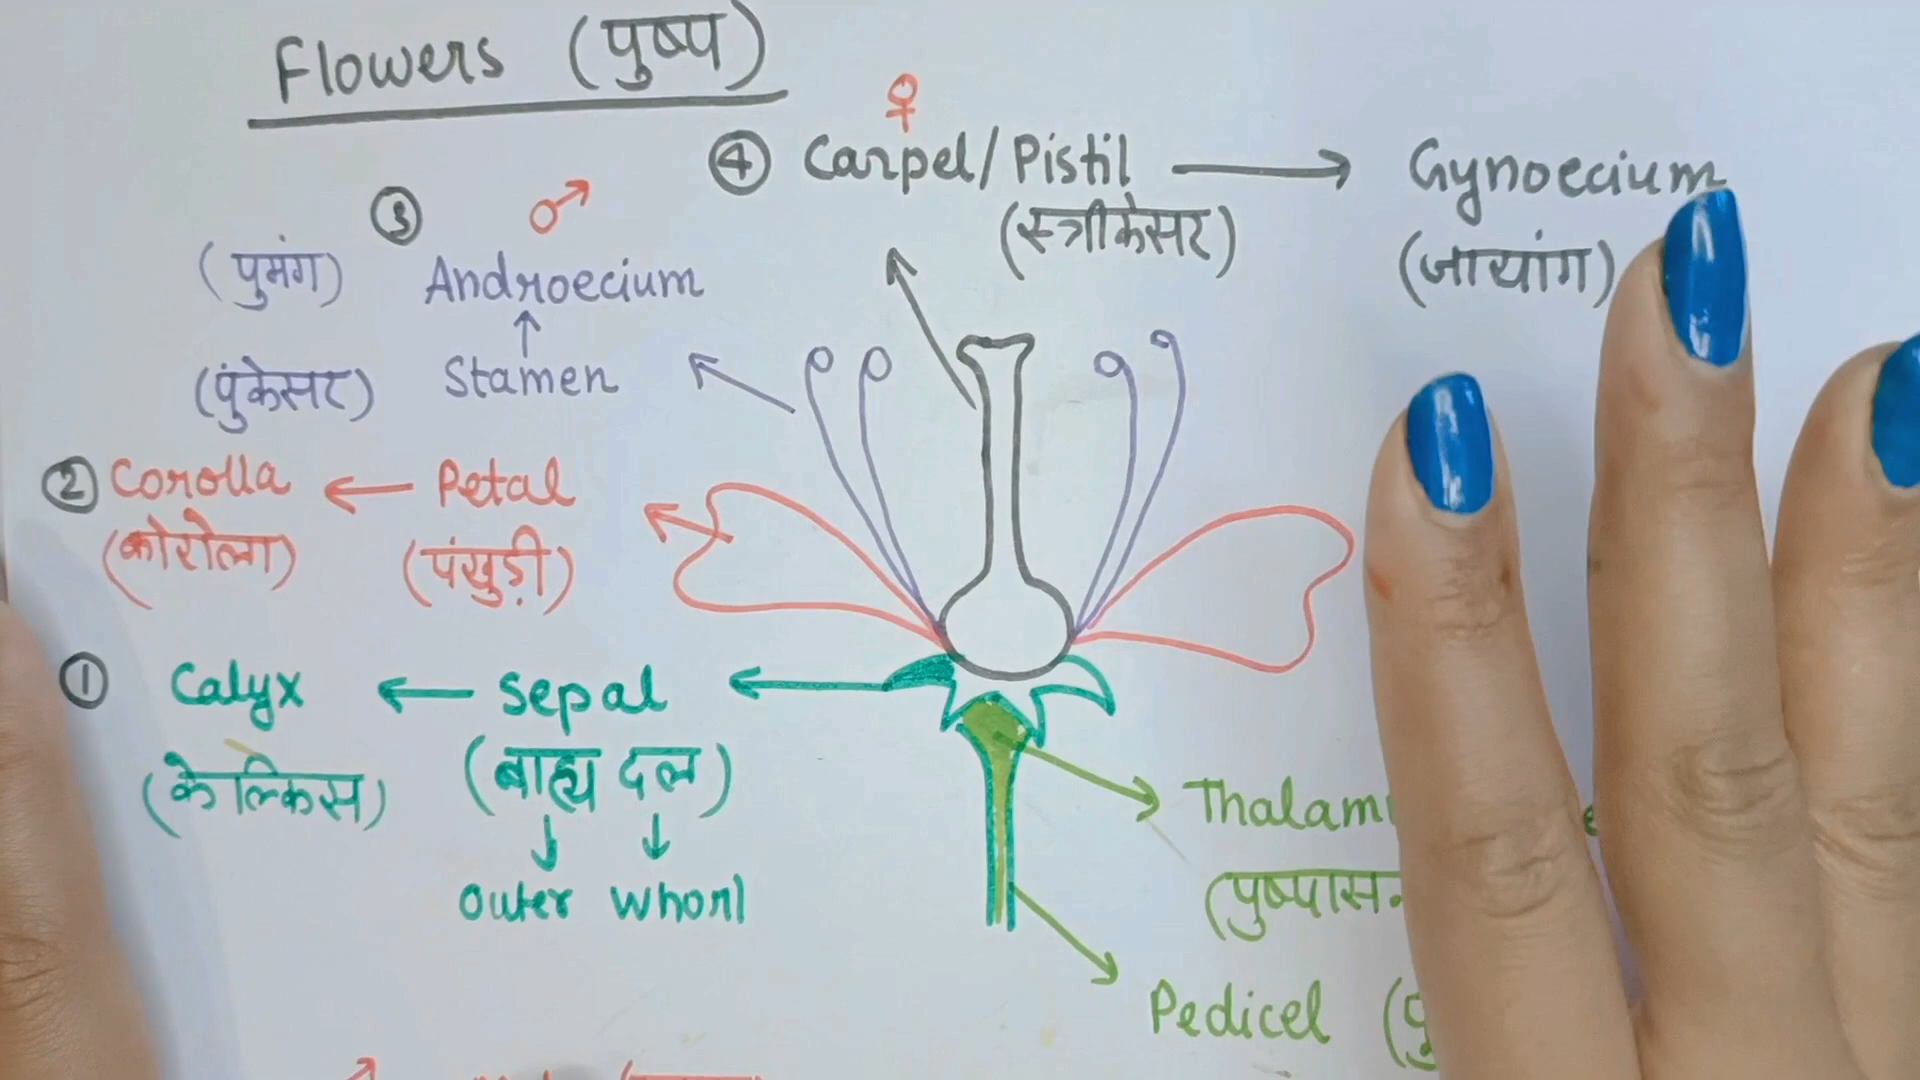 Flowers (पुष्प)
♀
④ Carpel/Pistil → Gynoecium
(स्त्रीकेसर) (जायांग)
③ ♂
(पुमंग) Androecium
↑
(पुंकेसर) Stamen
② Corolla ← Petal
(कोरोला) (पंखुड़ी)
① Calyx ← Sepal
(केल्किस) (बाह्य दल)
↓ ↓
outer whorl
Pedicel